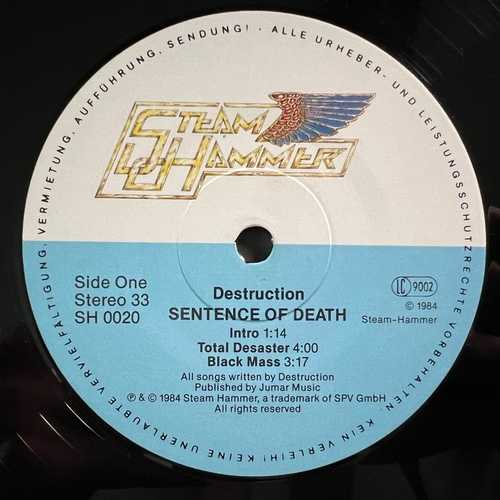 KEINE UNERLAUBTE VERVIELFÄLTIGUNG, VERMIETUNG, AUFFÜHRUNG, SENDUNG! · ALLE URHEBER- UND LEISTUNGSSCHUTZRECHTE VORBEHALTEN, KEIN VERLEIH!
STEAM
HAMMER
Side One
Stereo 33
SH 0020
LC 9002
℗ 1984
Steam-Hammer
Destruction
SENTENCE OF DEATH
Intro 1:14
Total Desaster 4:00
Black Mass 3:17
All songs written by Destruction
Published by Jumar Music
℗ & © 1984 Steam Hammer, a trademark of SPV GmbH
All rights reserved